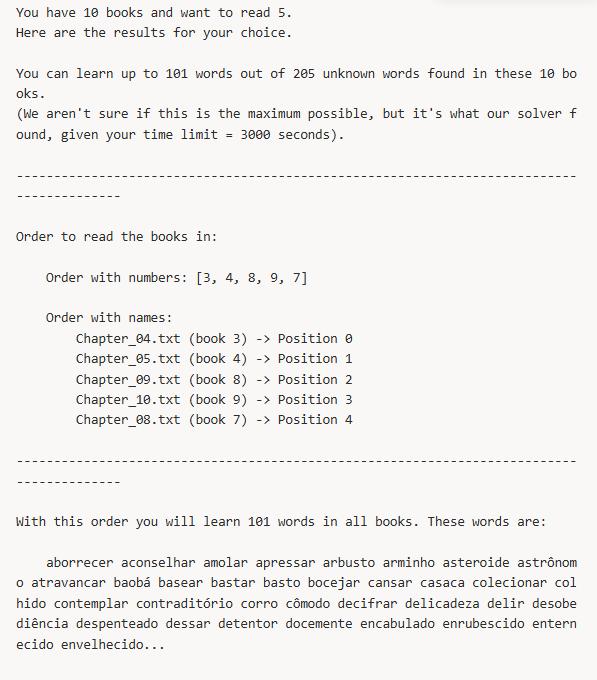 You have 10 books and want to read 5.
Here are the results for your choice.
You can learn up to 101 words out of 205 unknown words found in these 10 bo
oks.
(We aren't sure if this is the maximum possible, but it's what our solver f
ound, given your time limit = 3000 seconds).
---------------------------------------------------------------------------
--------------
Order to read the books in:
Order with numbers: [3, 4, 8, 9, 7]
Order with names:
Chapter_04.txt (book 3) -> Position 0
Chapter_05.txt (book 4) -> Position 1
Chapter_09.txt (book 8) -> Position 2
Chapter_10.txt (book 9) -> Position 3
Chapter_08.txt (book 7) -> Position 4
---------------------------------------------------------------------------
--------------
With this order you will learn 101 words in all books. These words are:
aborrecer aconselhar amolar apressar arbusto arminho asteroide astrônom
o atravancar baobá basear bastar basto bocejar cansar casaca colecionar col
hido contemplar contraditório corro cômodo decifrar delicadeza delir desobe
diência despenteado dessar detentor docemente encabulado enrubescido entern
ecido envelhecido...